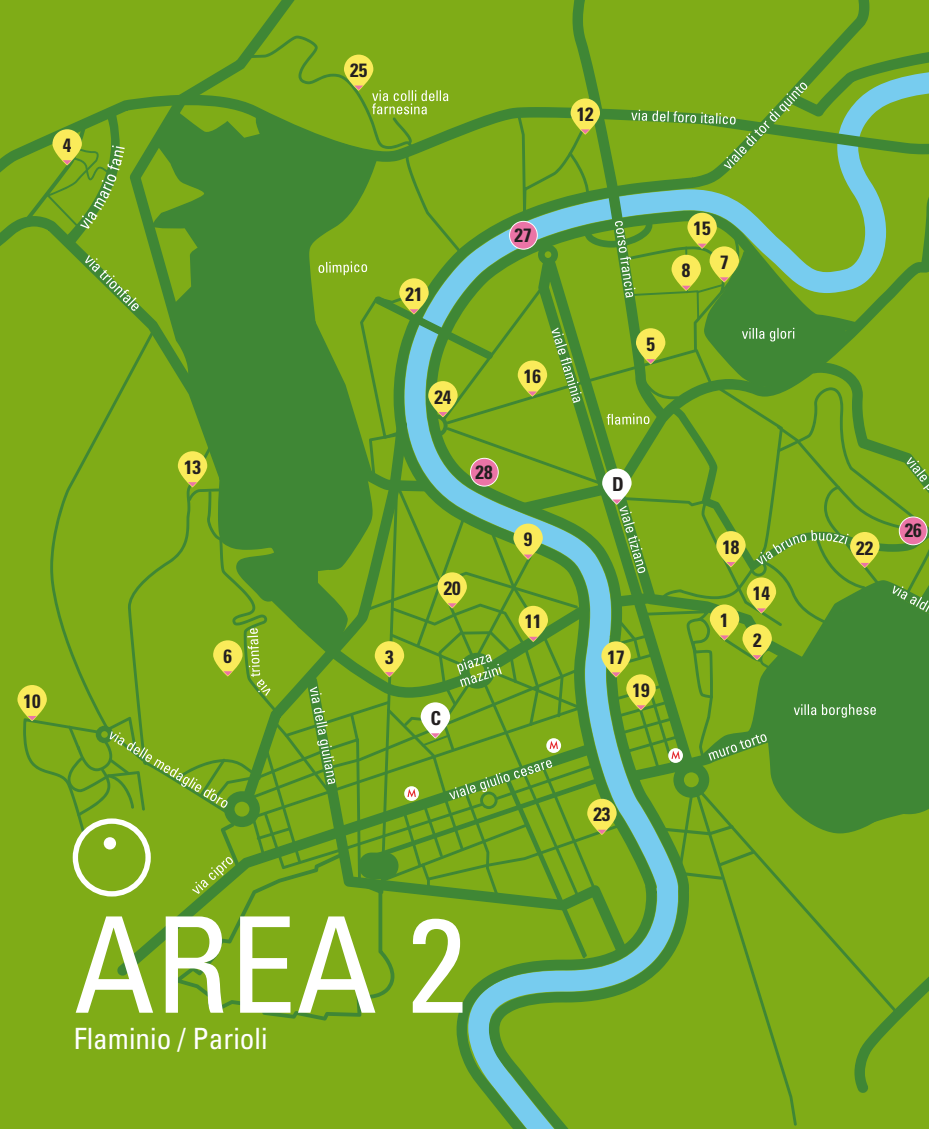 25
via colli della
farnesina
12
via del foro italico
viale di tor di quinto
4
via mario fani
27
15
corso francia
8
7
olimpico
via trionfale
21
villa glori
5
viale flaminia
16
24
flamino
13
28
D
viale p
26
9
viale tiziano
18
via bruno buozzi
22
20
14
via aldr
11
1
2
6
via trionfale
3
piazza
mazzini
17
19
10
via della giuliana
C
villa borghese
via delle medaglie d'oro
M
M
muro torto
viale giulio cesare
M
23
via cipro
AREA 2
Flaminio / Parioli